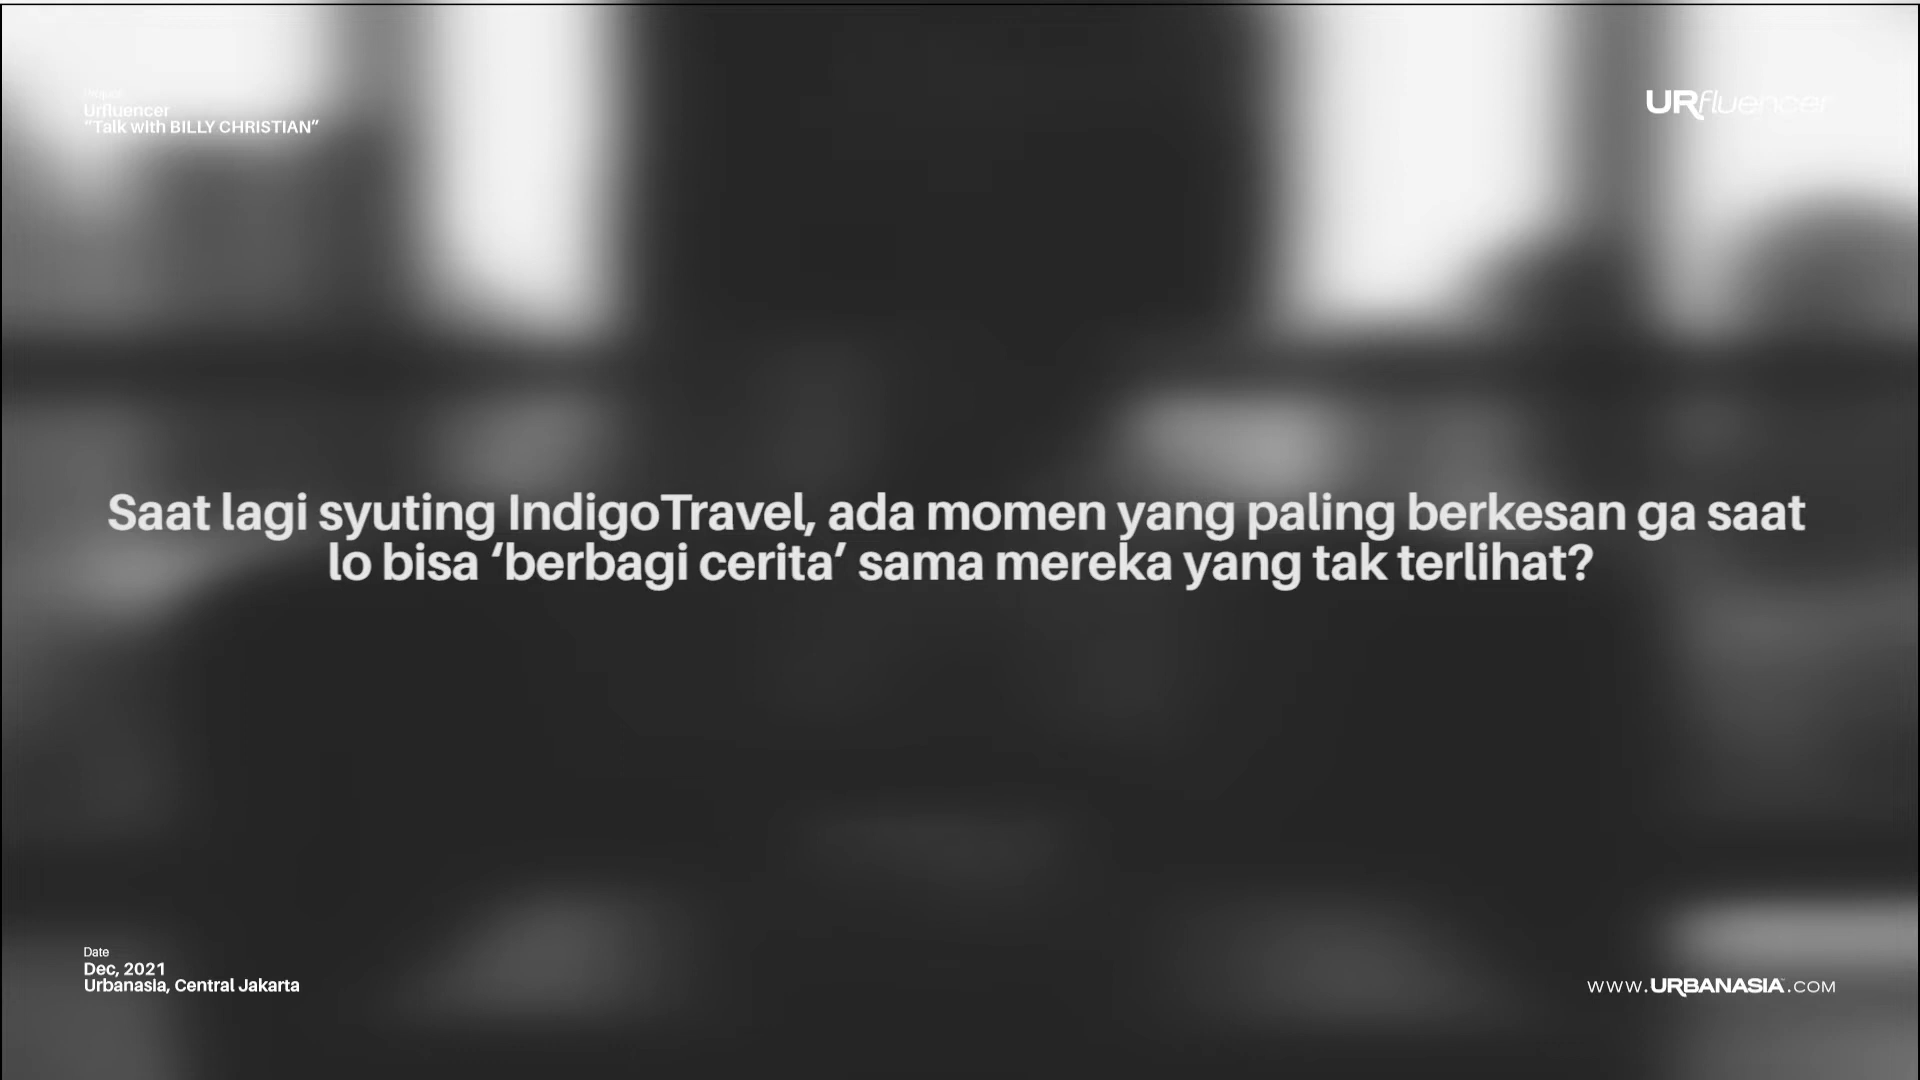 Urfluencer
“Talk with BILLY CHRISTIAN”
URfluencer
Saat lagi syuting IndigoTravel, ada momen yang paling berkesan ga saat
lo bisa ‘berbagi cerita’ sama mereka yang tak terlihat?
Date
Dec, 2021
Urbanasia, Central Jakarta
WWW.URBANASIA.COM